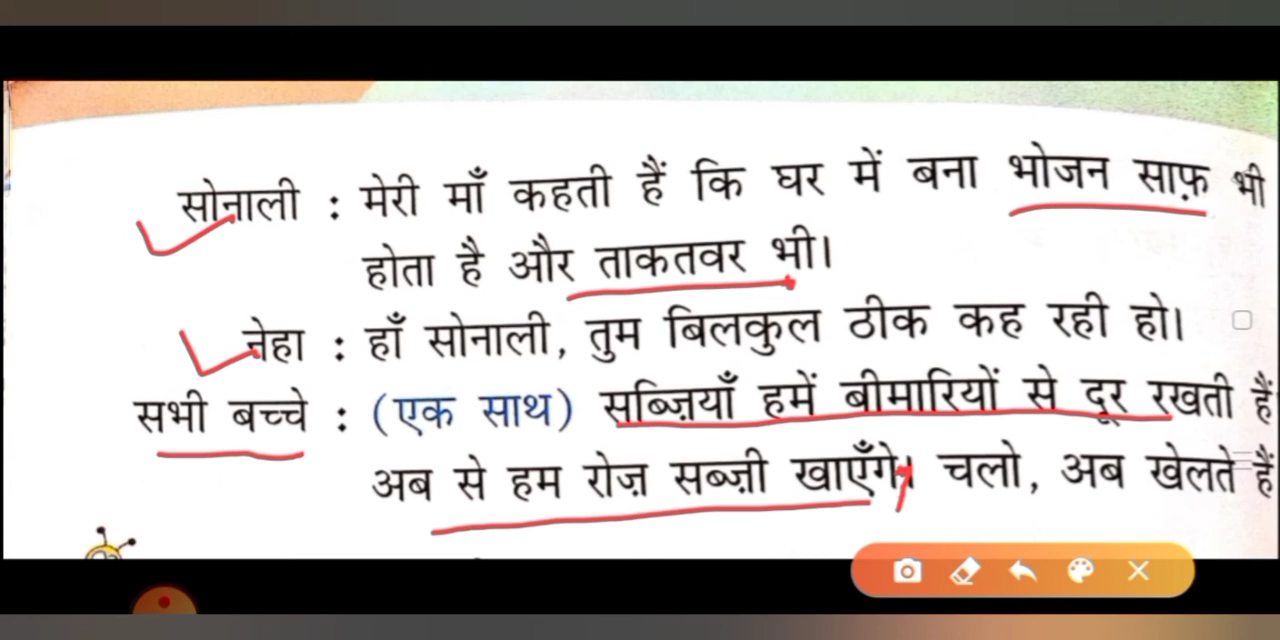 सोनाली : मेरी माँ कहती हैं कि घर में बना भोजन साफ़ भी
होता है और ताकतवर भी।
नेहा : हाँ सोनाली, तुम बिलकुल ठीक कह रही हो।
सभी बच्चे : (एक साथ) सब्ज़ियाँ हमें बीमारियों से दूर रखती हैं
अब से हम रोज़ सब्ज़ी खाएँगे। चलो, अब खेलते हैं